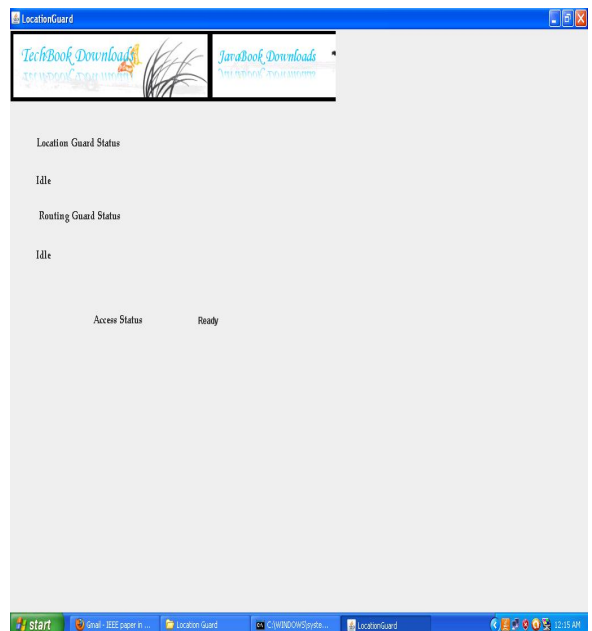 LocationGuard
TechBook Downloads
JavaBook Downloads
Location Guard Status
Idle
Routing Guard Status
Idle
Access Status Ready
start
Gmail - IEEE paper in ...
Location Guard
C:\WINDOWS\syste...
LocationGuard
12:15 AM